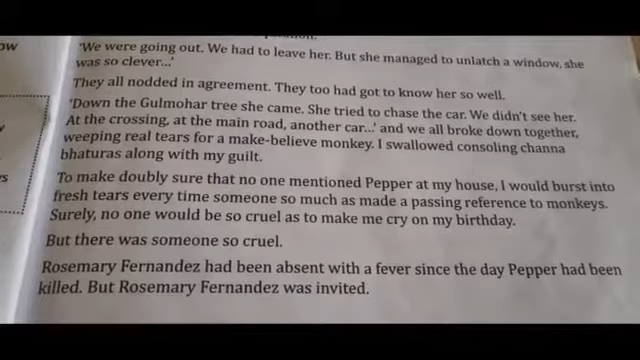 ow
'We were going out. We had to leave her. But she managed to unlatch a window, she
was so clever...'
They all nodded in agreement. They too had got to know her so well.
'Down the Gulmohar tree she came. She tried to chase the car. We didn't see her.
At the crossing, at the main road, another car...' and we all broke down together,
weeping real tears for a make-believe monkey. I swallowed consoling channa
bhaturas along with my guilt.
To make doubly sure that no one mentioned Pepper at my house, I would burst into
fresh tears every time someone so much as made a passing reference to monkeys.
Surely, no one would be so cruel as to make me cry on my birthday.
But there was someone so cruel.
Rosemary Fernandez had been absent with a fever since the day Pepper had been
killed. But Rosemary Fernandez was invited.